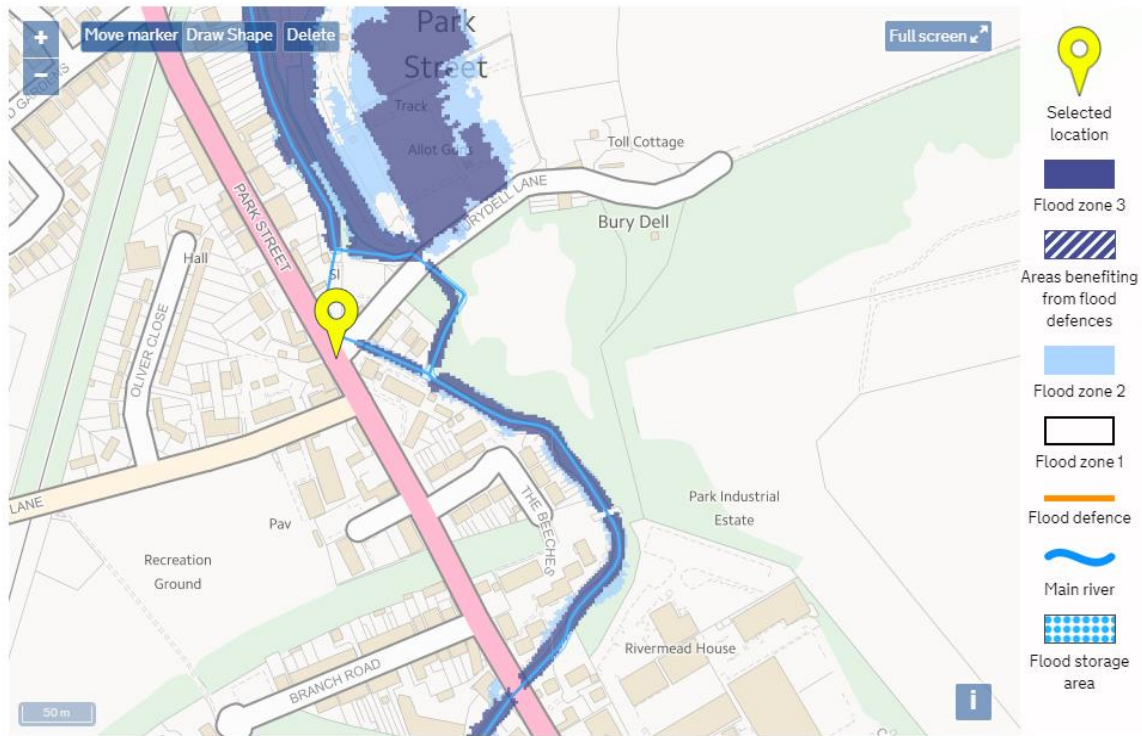 +
−
Move marker
Draw Shape
Delete
Full screen
Park
Street
Track
Allot Gdns
Toll Cottage
BURYDELL LANE
Bury Dell
GARDENS
PARK STREET
Hall
Sl
OLIVER CLOSE
LANE
Pav
THE BEECHES
Park Industrial
Estate
Recreation
Ground
Rivermead House
BRANCH ROAD
50 m
i
Selected
location
Flood zone 3
Areas benefiting
from flood
defences
Flood zone 2
Flood zone 1
Flood defence
Main river
Flood storage
area